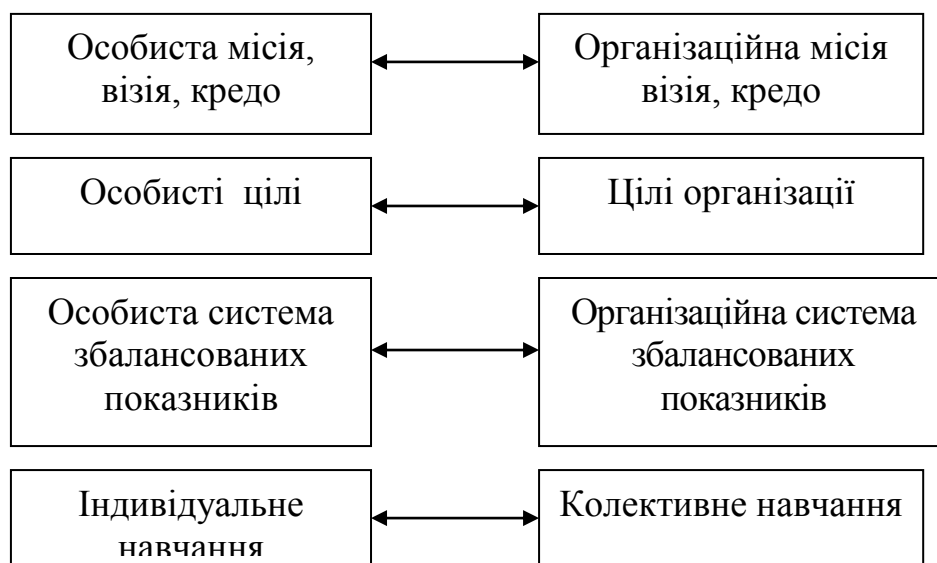 Особиста місія,
візія, кредо
Організаційна місія
візія, кредо
Особисті цілі
Цілі організації
Особиста система
збалансованих
показників
Організаційна система
збалансованих
показників
Індивідуальне
навчання
Колективне навчання